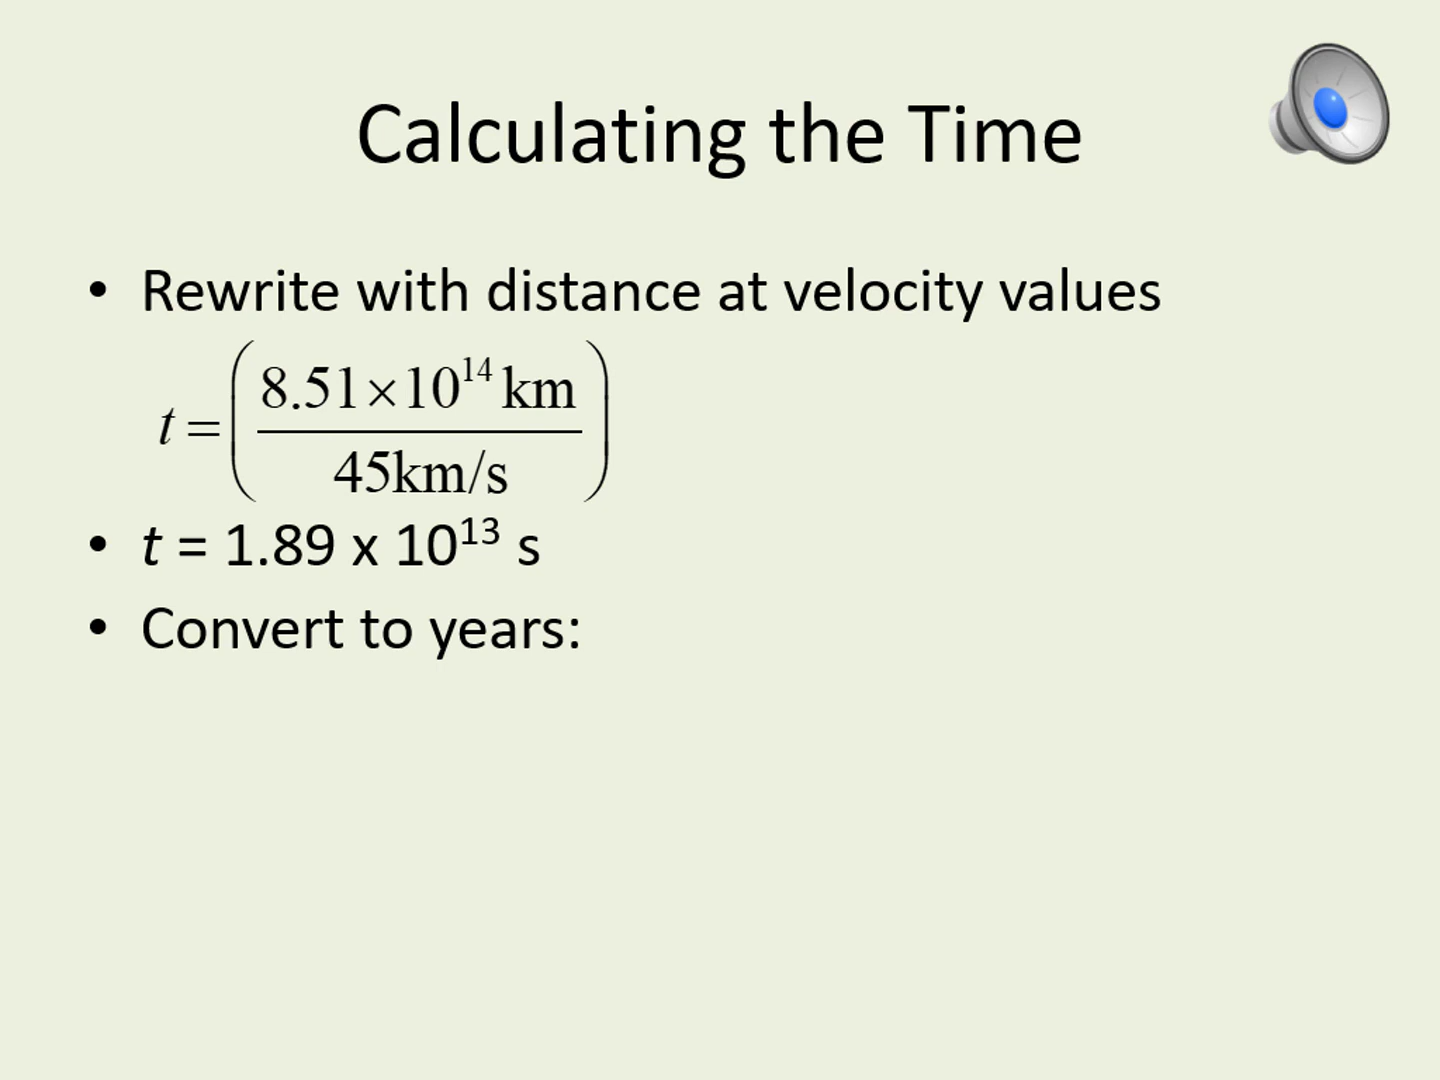 Calculating the Time
• Rewrite with distance at velocity values
t = (8.51×10¹⁴ km / 45km/s)
• t = 1.89 x 10¹³ s
• Convert to years: